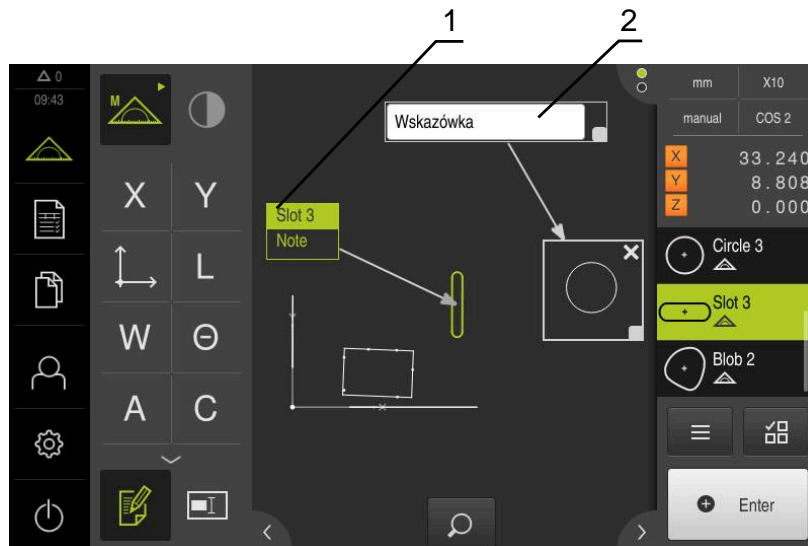 1
2
0
09:43
M
X
Y
L
W
Θ
A
C
Wskazówka
Slot 3
Note
mm
X10
manual
COS 2
X 33.240
Y 8.808
Z 0.000
Circle 3
Slot 3
Blob 2
Enter